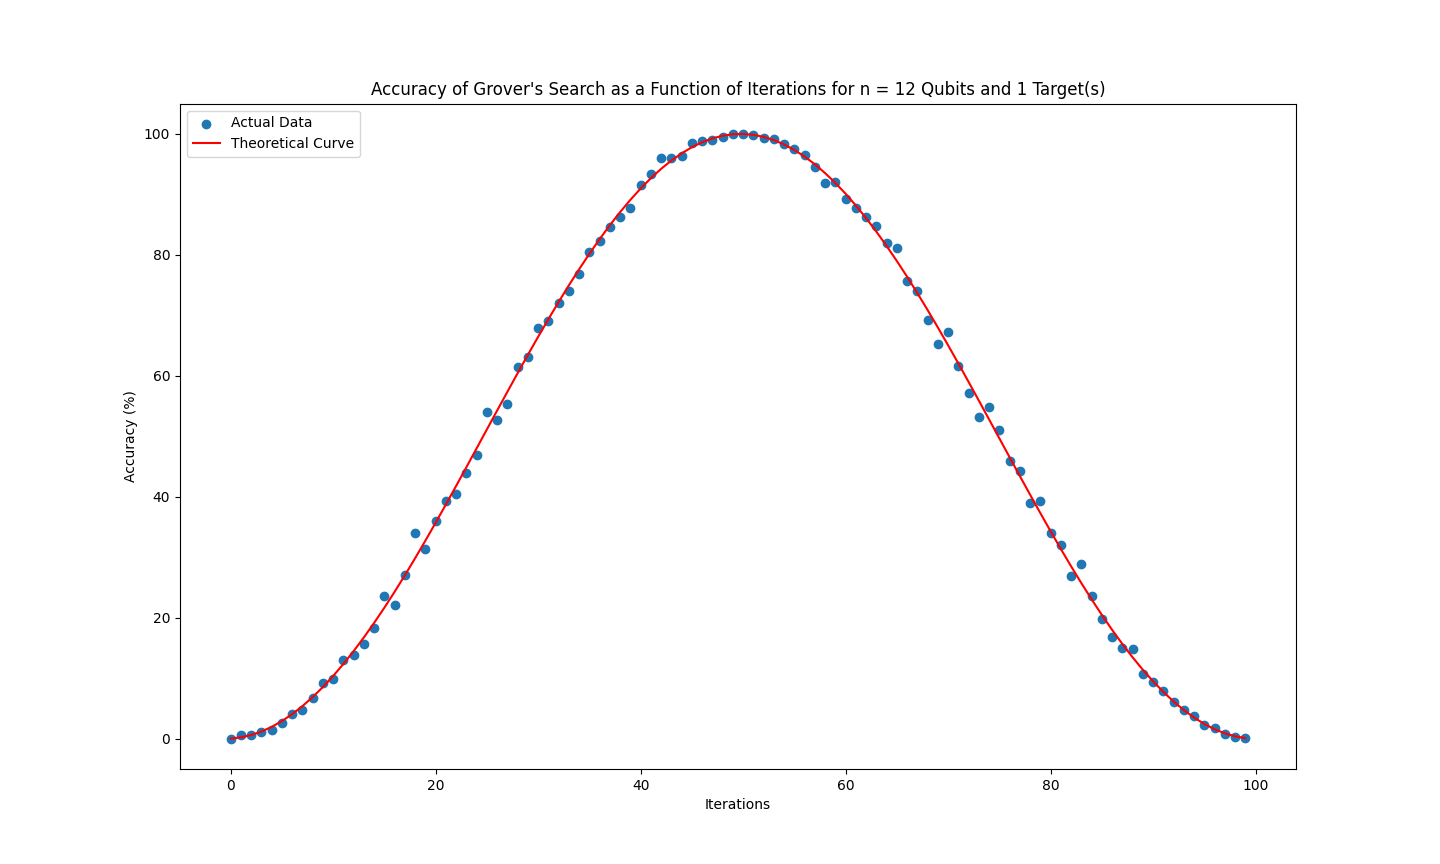 Accuracy of Grover's Search as a Function of Iterations for n = 12 Qubits and 1 Target(s)
Actual Data
Theoretical Curve
100
80
60
40
20
0
Accuracy (%)
0 20 40 60 80 100
Iterations